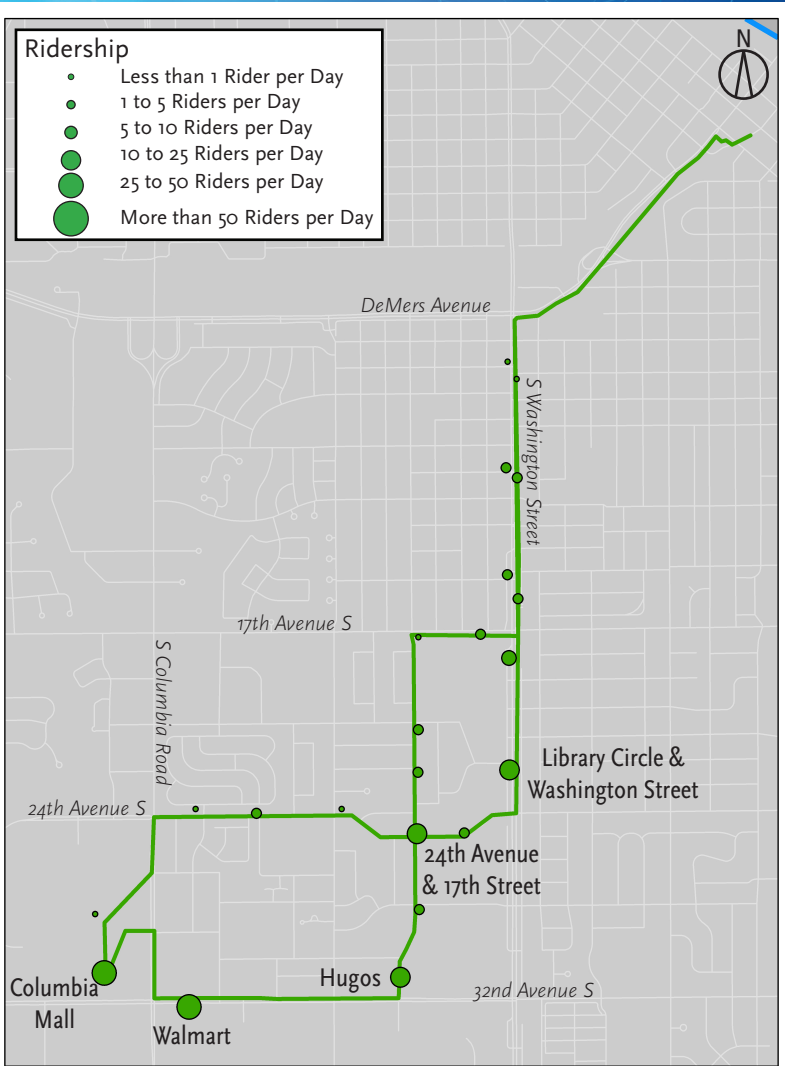 Ridership
Less than 1 Rider per Day
1 to 5 Riders per Day
5 to 10 Riders per Day
10 to 25 Riders per Day
25 to 50 Riders per Day
More than 50 Riders per Day
N
DeMers Avenue
S Washington Street
17th Avenue S
S Columbia Road
Library Circle &
Washington Street
24th Avenue S
24th Avenue
& 17th Street
Hugos
Columbia
Mall
32nd Avenue S
Walmart